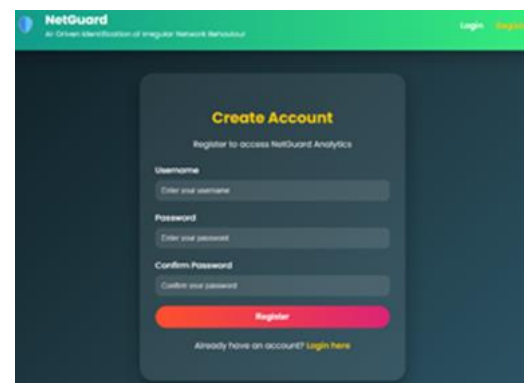 NetGuard
AI-Driven Identification of Irregular Network Behaviour
Login Register
Create Account
Register to access NetGuard Analytics
Username
Enter your username
Password
Enter your password
Confirm Password
Confirm your password
Register
Already have an account? Login here